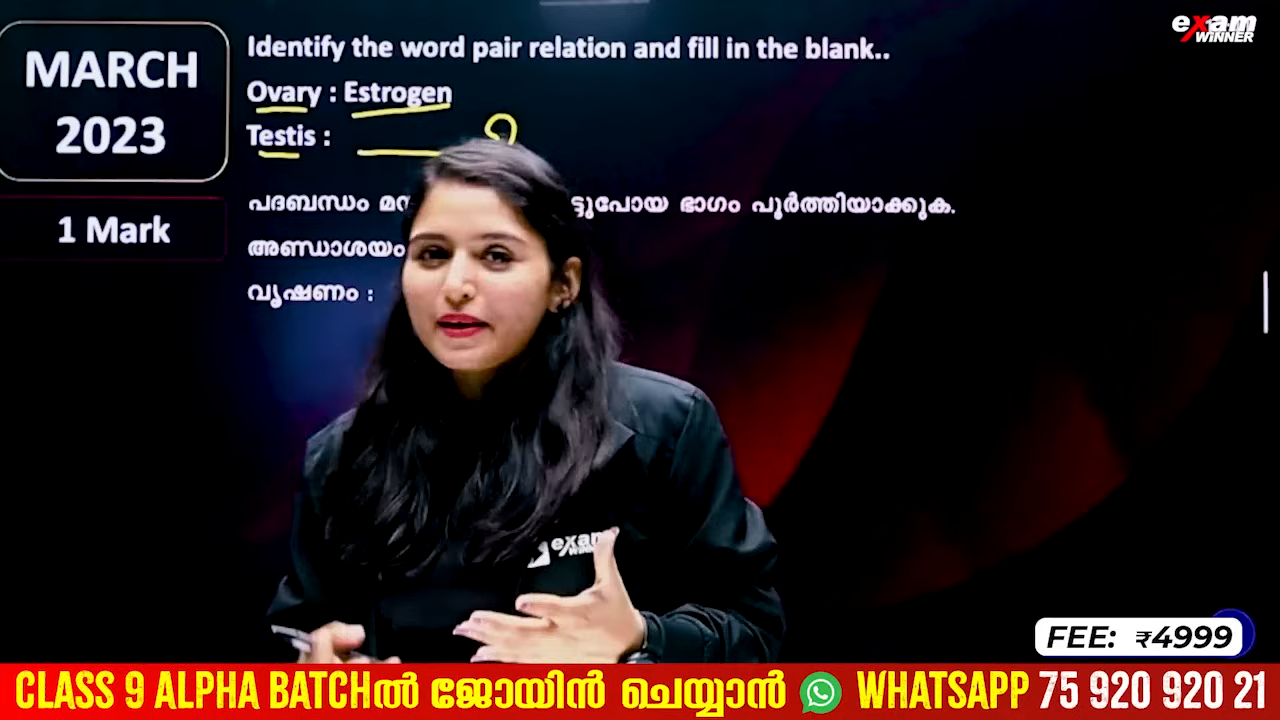 exam
WINNER
MARCH
2023
1 Mark
Identify the word pair relation and fill in the blank..
Ovary : Estrogen
Testis :
പദബന്ധം ഭാഗം പൂർത്തിയാക്കുക.
അണ്ഡാശയം
വൃഷണം :
exam
FEE: ₹4999
CLASS 9 ALPHA BATCHൽ ജോയിൻ ചെയ്യാൻ WHATSAPP 75 920 920 21